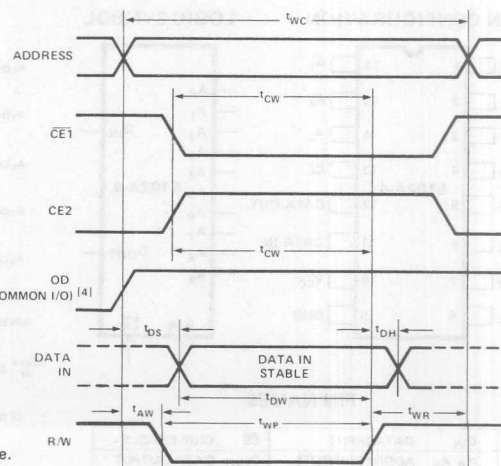 tWC
ADDRESS
tCW
CE1
CE2
tCW
OD
OMMON I/O) (4)
tDS
tDH
DATA
IN
DATA IN
STABLE
tDW
tAW
tWP
tWR
R/W
e.